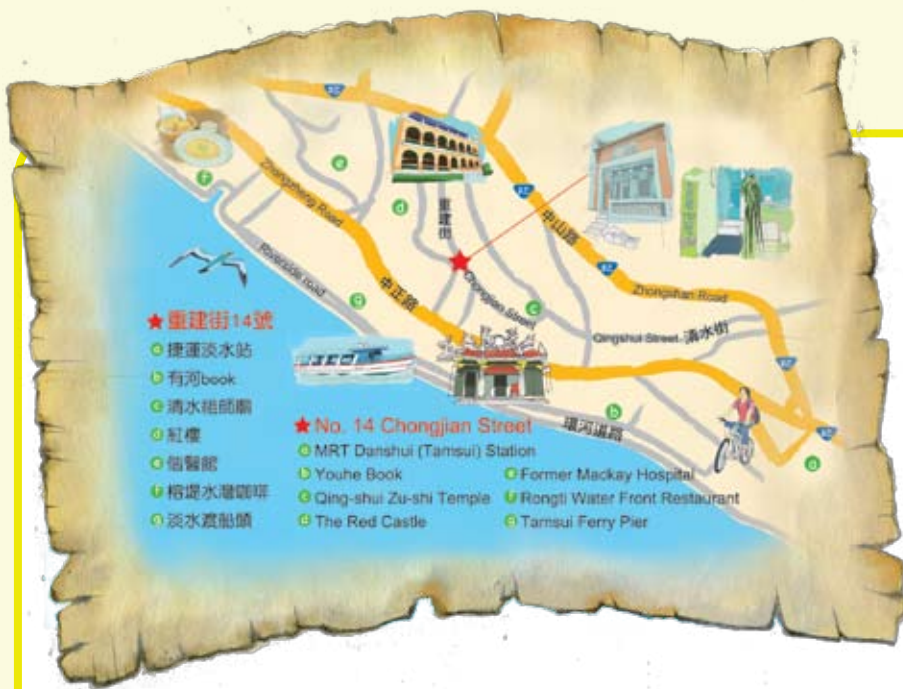 e
f
d
重建街
Zhongzheng Road
中山路
Riverside road
g
中正路
Chongjian Street
c
Zhongshan Road
Qingshui Street
清水街
b
環河道路
a
★重建街14號
a 捷運淡水站
b 有河book
c 清水祖師廟
d 紅樓
e 偕醫館
f 榕堤水灣咖啡
g 淡水渡船頭
★ No. 14 Chongjian Street
a MRT Danshui (Tamsui) Station
b Youhe Book
c Qing-shui Zu-shi Temple
d The Red Castle
e Former Mackay Hospital
f Rongti Water Front Restaurant
g Tamsui Ferry Pier